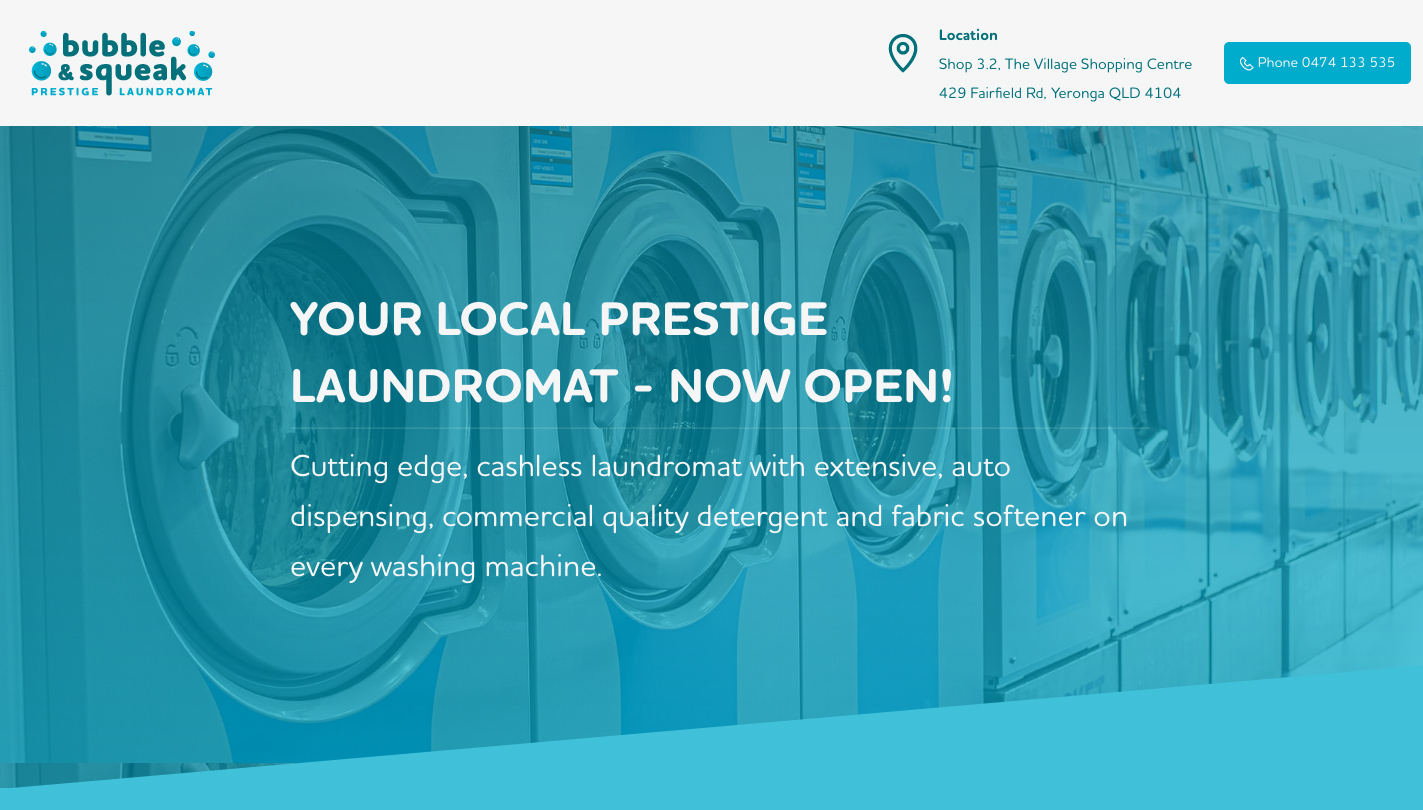 bubble
& squeak
PRESTIGE LAUNDROMAT
Location
Shop 3.2, The Village Shopping Centre
429 Fairfield Rd, Yeronga QLD 4104
Phone 0474 133 535
YOUR LOCAL PRESTIGE
LAUNDROMAT - NOW OPEN!
Cutting edge, cashless laundromat with extensive, auto
dispensing, commercial quality detergent and fabric softener on
every washing machine.